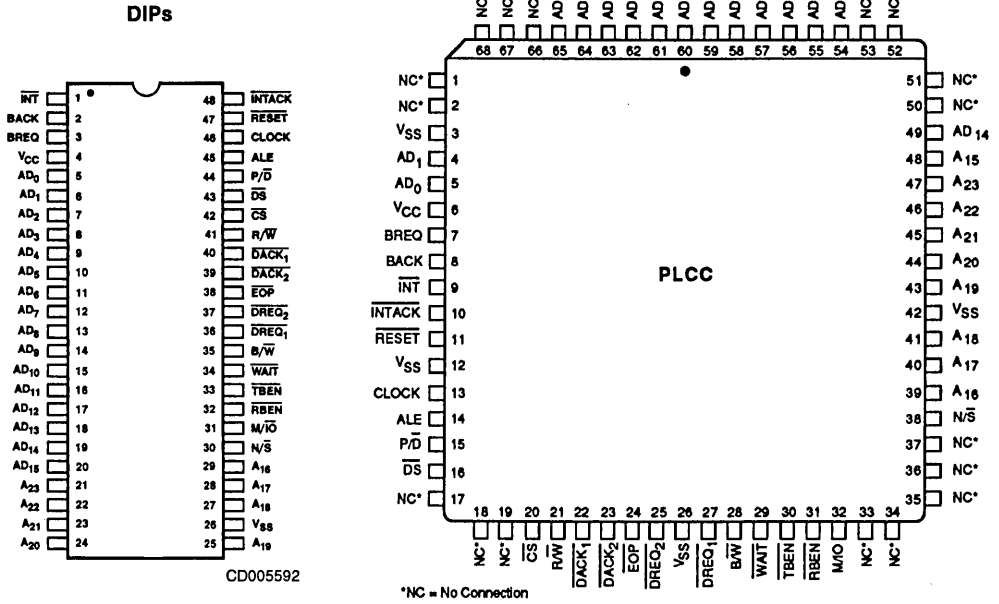 DIPs
INT 1 48 INTACK
BACK 2 47 RESET
BREQ 3 46 CLOCK
VCC 4 45 ALE
AD0 5 44 P/D
AD1 6 43 DS
AD2 7 42 CS
AD3 8 41 R/W
AD4 9 40 DACK1
AD5 10 39 DACK2
AD6 11 38 EOP
AD7 12 37 DREQ2
AD8 13 36 DREQ1
AD9 14 35 B/W
AD10 15 34 WAIT
AD11 16 33 TBEN
AD12 17 32 RBEN
AD13 18 31 M/IO
AD14 19 30 N/S
AD15 20 29 A16
A23 21 28 A17
A22 22 27 A18
A21 23 26 VSS
A20 24 25 A19
CD005592
NC NC NC AD AD AD AD AD AD AD AD AD AD AD AD NC NC
68 67 66 65 64 63 62 61 60 59 58 57 56 55 54 53 52
NC* 1 51 NC*
NC* 2 50 NC*
VSS 3 49 AD14
AD1 4 48 A15
AD0 5 47 A23
VCC 6 46 A22
BREQ 7 45 A21
BACK 8 44 A20
INT 9 43 A19
INTACK 10 42 VSS
RESET 11 41 A18
VSS 12 40 A17
CLOCK 13 39 A16
ALE 14 38 N/S
P/D 15 37 NC*
DS 16 36 NC*
NC* 17 35 NC*
PLCC
18 19 20 21 22 23 24 25 26 27 28 29 30 31 32 33 34
NC* NC* CS R/W DACK1 DACK2 EOP DREQ2 VSS DREQ1 B/W WAIT TBEN RBEN M/IO NC* NC*
*NC = No Connection